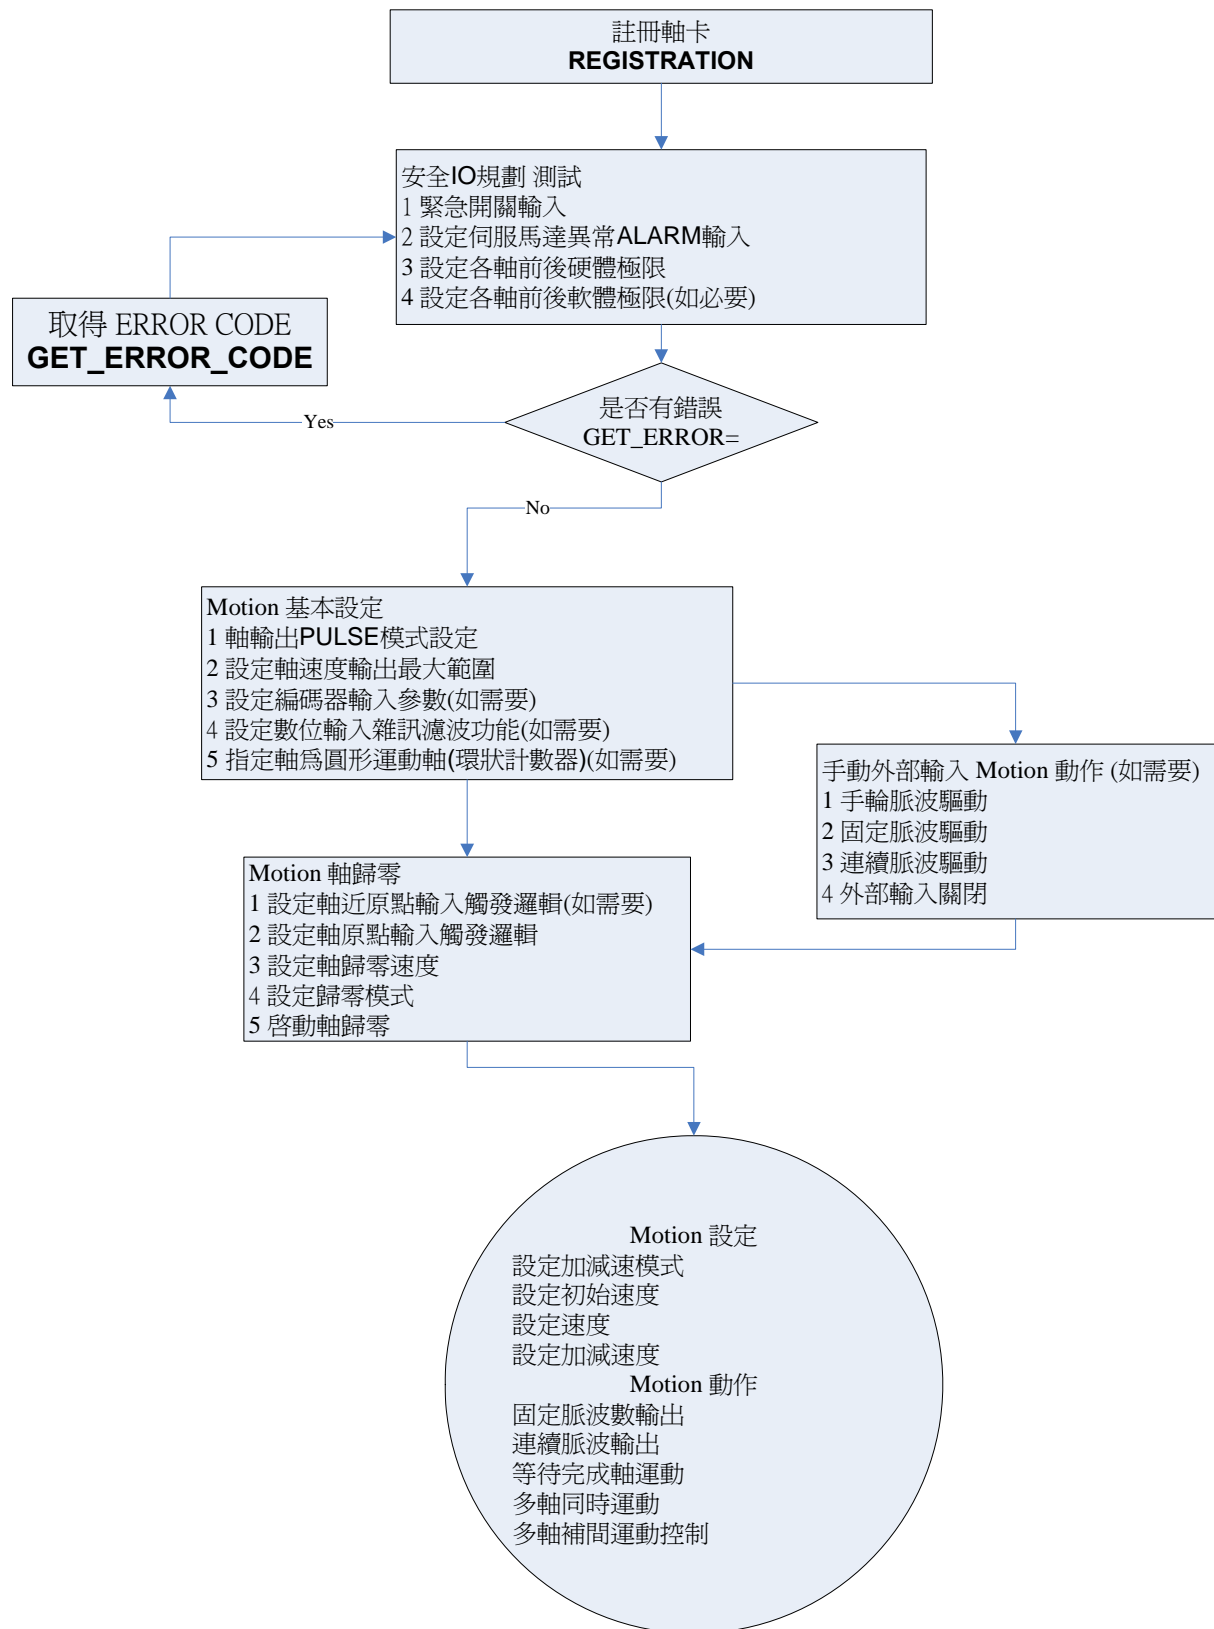 註冊軸卡
REGISTRATION
安全IO規劃 測試
1 緊急開關輸入
2 設定伺服馬達異常ALARM輸入
3 設定各軸前後硬體極限
4 設定各軸前後軟體極限(如必要)
取得 ERROR CODE
GET_ERROR_CODE
是否有錯誤
GET_ERROR=
Yes
No
Motion 基本設定
1 軸輸出PULSE模式設定
2 設定軸速度輸出最大範圍
3 設定編碼器輸入參數(如需要)
4 設定數位輸入雜訊濾波功能(如需要)
5 指定軸為圓形運動軸(環狀計數器)(如需要)
手動外部輸入 Motion 動作 (如需要)
1 手輪脈波驅動
2 固定脈波驅動
3 連續脈波驅動
4 外部輸入關閉
Motion 軸歸零
1 設定軸近原點輸入觸發邏輯(如需要)
2 設定軸原點輸入觸發邏輯
3 設定軸歸零速度
4 設定歸零模式
5 啓動軸歸零
Motion 設定
設定加減速模式
設定初始速度
設定速度
設定加減速度
Motion 動作
固定脈波數輸出
連續脈波輸出
等待完成軸運動
多軸同時運動
多軸補間運動控制